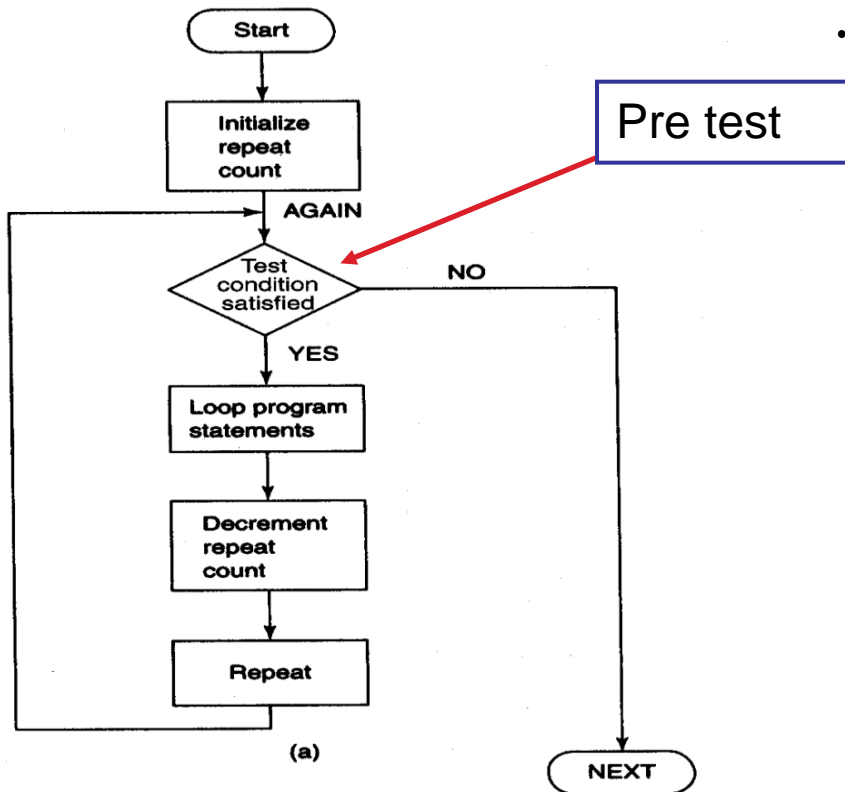 Start
Pre test
Initialize
repeat
count
AGAIN
Test
condition
satisfied
NO
YES
Loop program
statements
Decrement
repeat
count
Repeat
(a)
NEXT